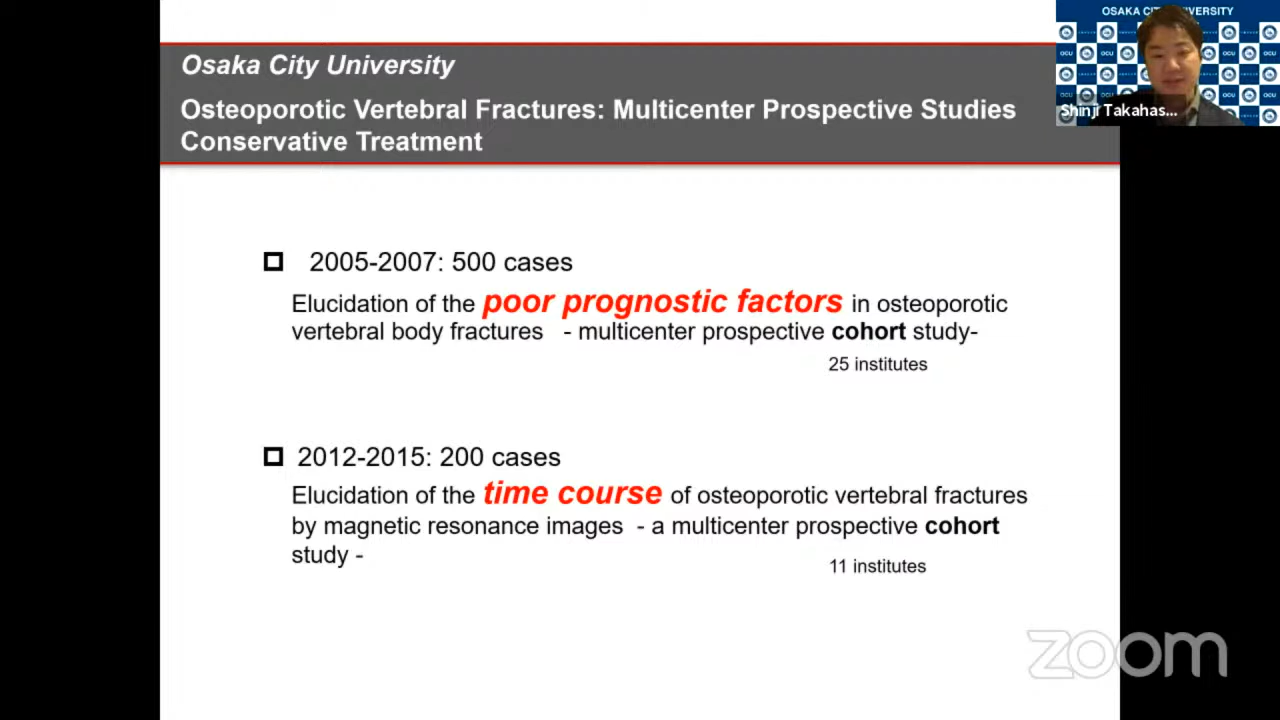 OSAKA CITY UNIVERSITY
Shinji Takahas...
Osaka City University
Osteoporotic Vertebral Fractures: Multicenter Prospective Studies
Conservative Treatment
2005-2007: 500 cases
Elucidation of the poor prognostic factors in osteoporotic
vertebral body fractures - multicenter prospective cohort study-
25 institutes
2012-2015: 200 cases
Elucidation of the time course of osteoporotic vertebral fractures
by magnetic resonance images - a multicenter prospective cohort
study -
11 institutes
zoom